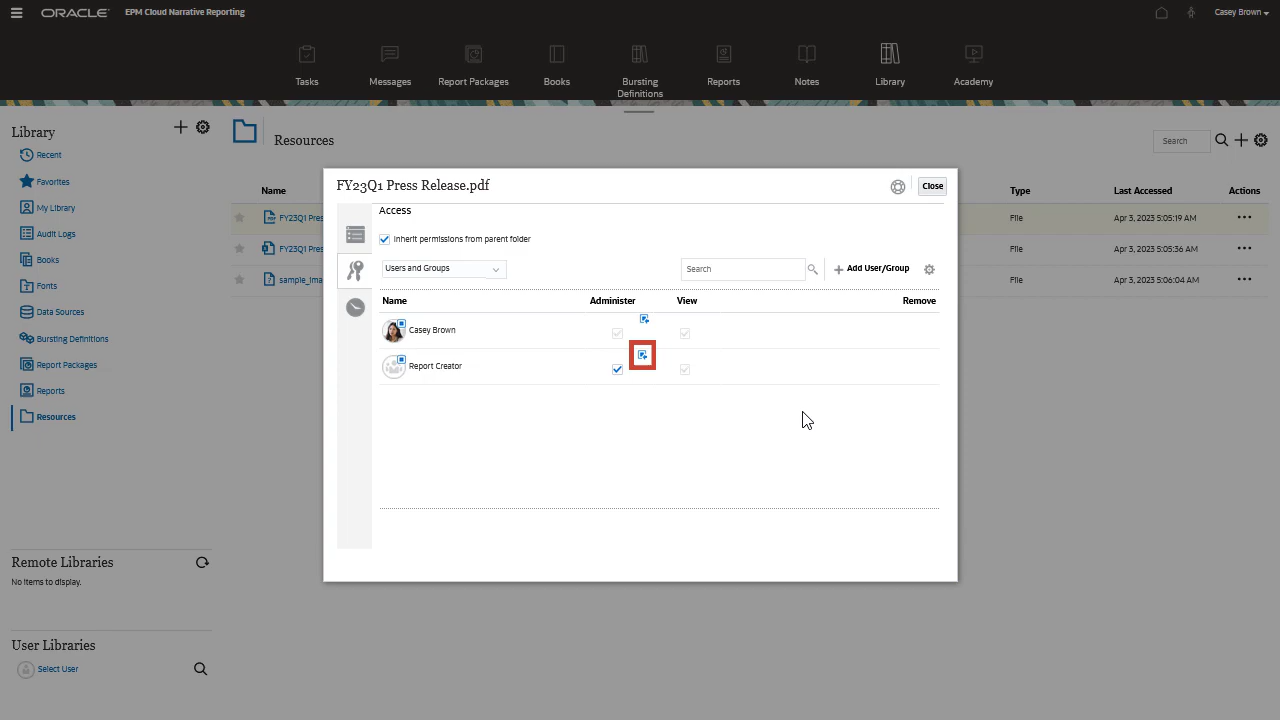 ORACLE
EPM Cloud Narrative Reporting
Casey Brown
Tasks
Messages
Report Packages
Books
Bursting
Definitions
Reports
Notes
Library
Academy
Library
Recent
Favorites
My Library
Audit Logs
Books
Fonts
Data Sources
Bursting Definitions
Report Packages
Reports
Resources
Remote Libraries
No items to display.
User Libraries
Select User
Resources
Search
Name
Type
Last Accessed
Actions
FY23Q1 Pres
File
Apr 3, 2023 5:05:19 AM
FY23Q1 Pres
File
Apr 3, 2023 5:05:36 AM
sample_ima
File
Apr 3, 2023 5:06:04 AM
FY23Q1 Press Release.pdf
Close
Access
Inherit permissions from parent folder
Users and Groups
Search
Add User/Group
Name
Administer
View
Remove
Casey Brown
Report Creator